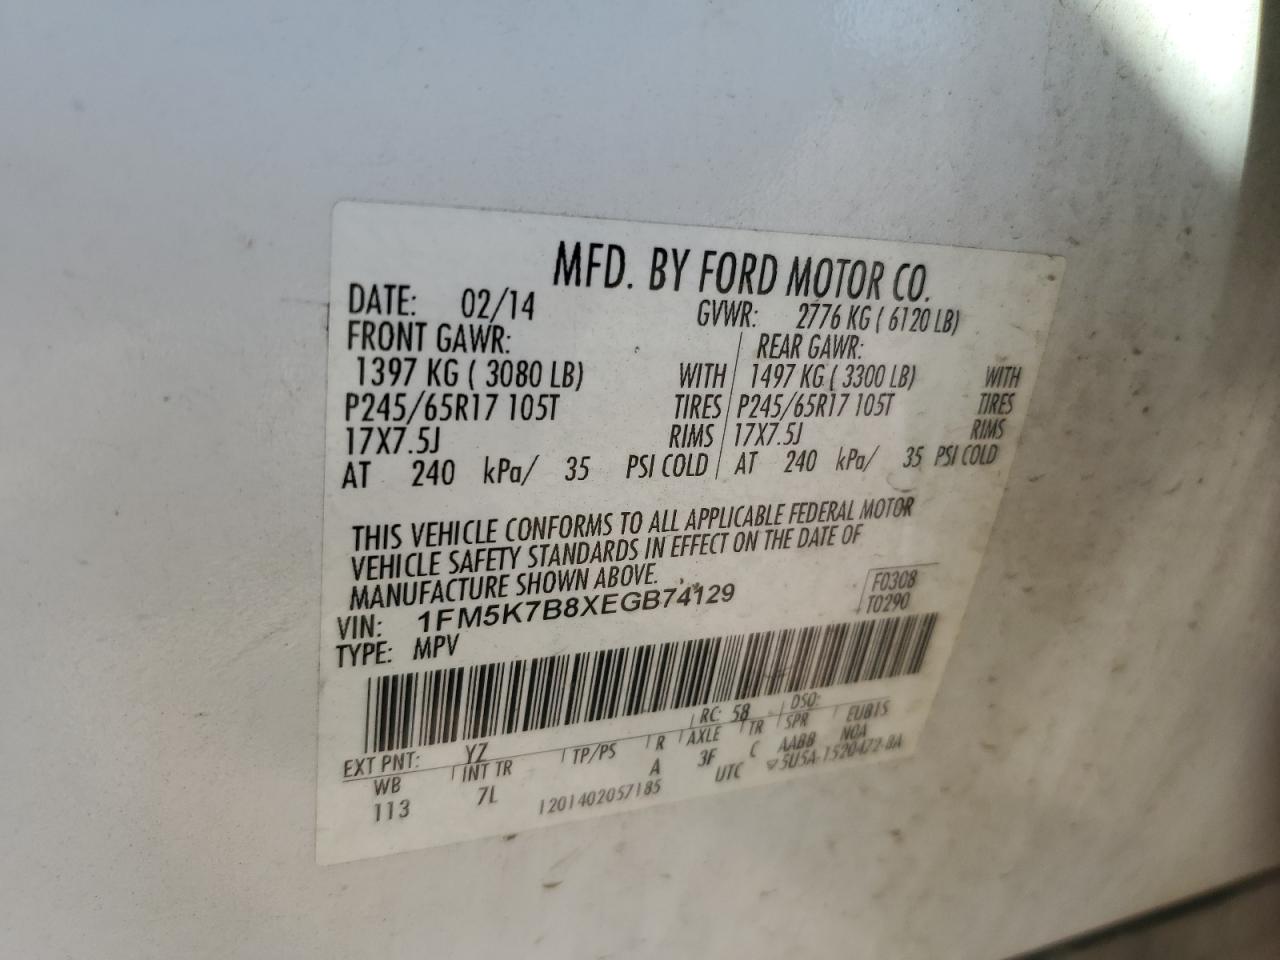 MFD. BY FORD MOTOR CO.
DATE: 02/14 GVWR: 2776 KG ( 6120 LB)
FRONT GAWR: REAR GAWR:
1397 KG ( 3080 LB) WITH 1497 KG ( 3300 LB) WITH
P245/65R17 105T TIRES P245/65R17 105T TIRES
17X7.5J RIMS 17X7.5J RIMS
AT 240 kPa/ 35 PSI COLD AT 240 kPa/ 35 PSI COLD
THIS VEHICLE CONFORMS TO ALL APPLICABLE FEDERAL MOTOR
VEHICLE SAFETY STANDARDS IN EFFECT ON THE DATE OF
MANUFACTURE SHOWN ABOVE.
F0308
VIN: 1FM5K7B8XEGB74129
T0290
TYPE: MPV
EXT PNT: YZ RC: 58 DSO:
WB INT TR TP/PS R AXLE TR SPR EUB15
113 7L A 3F C AABB NOA
1201402057185 UTC 5U5A-1520472-BA